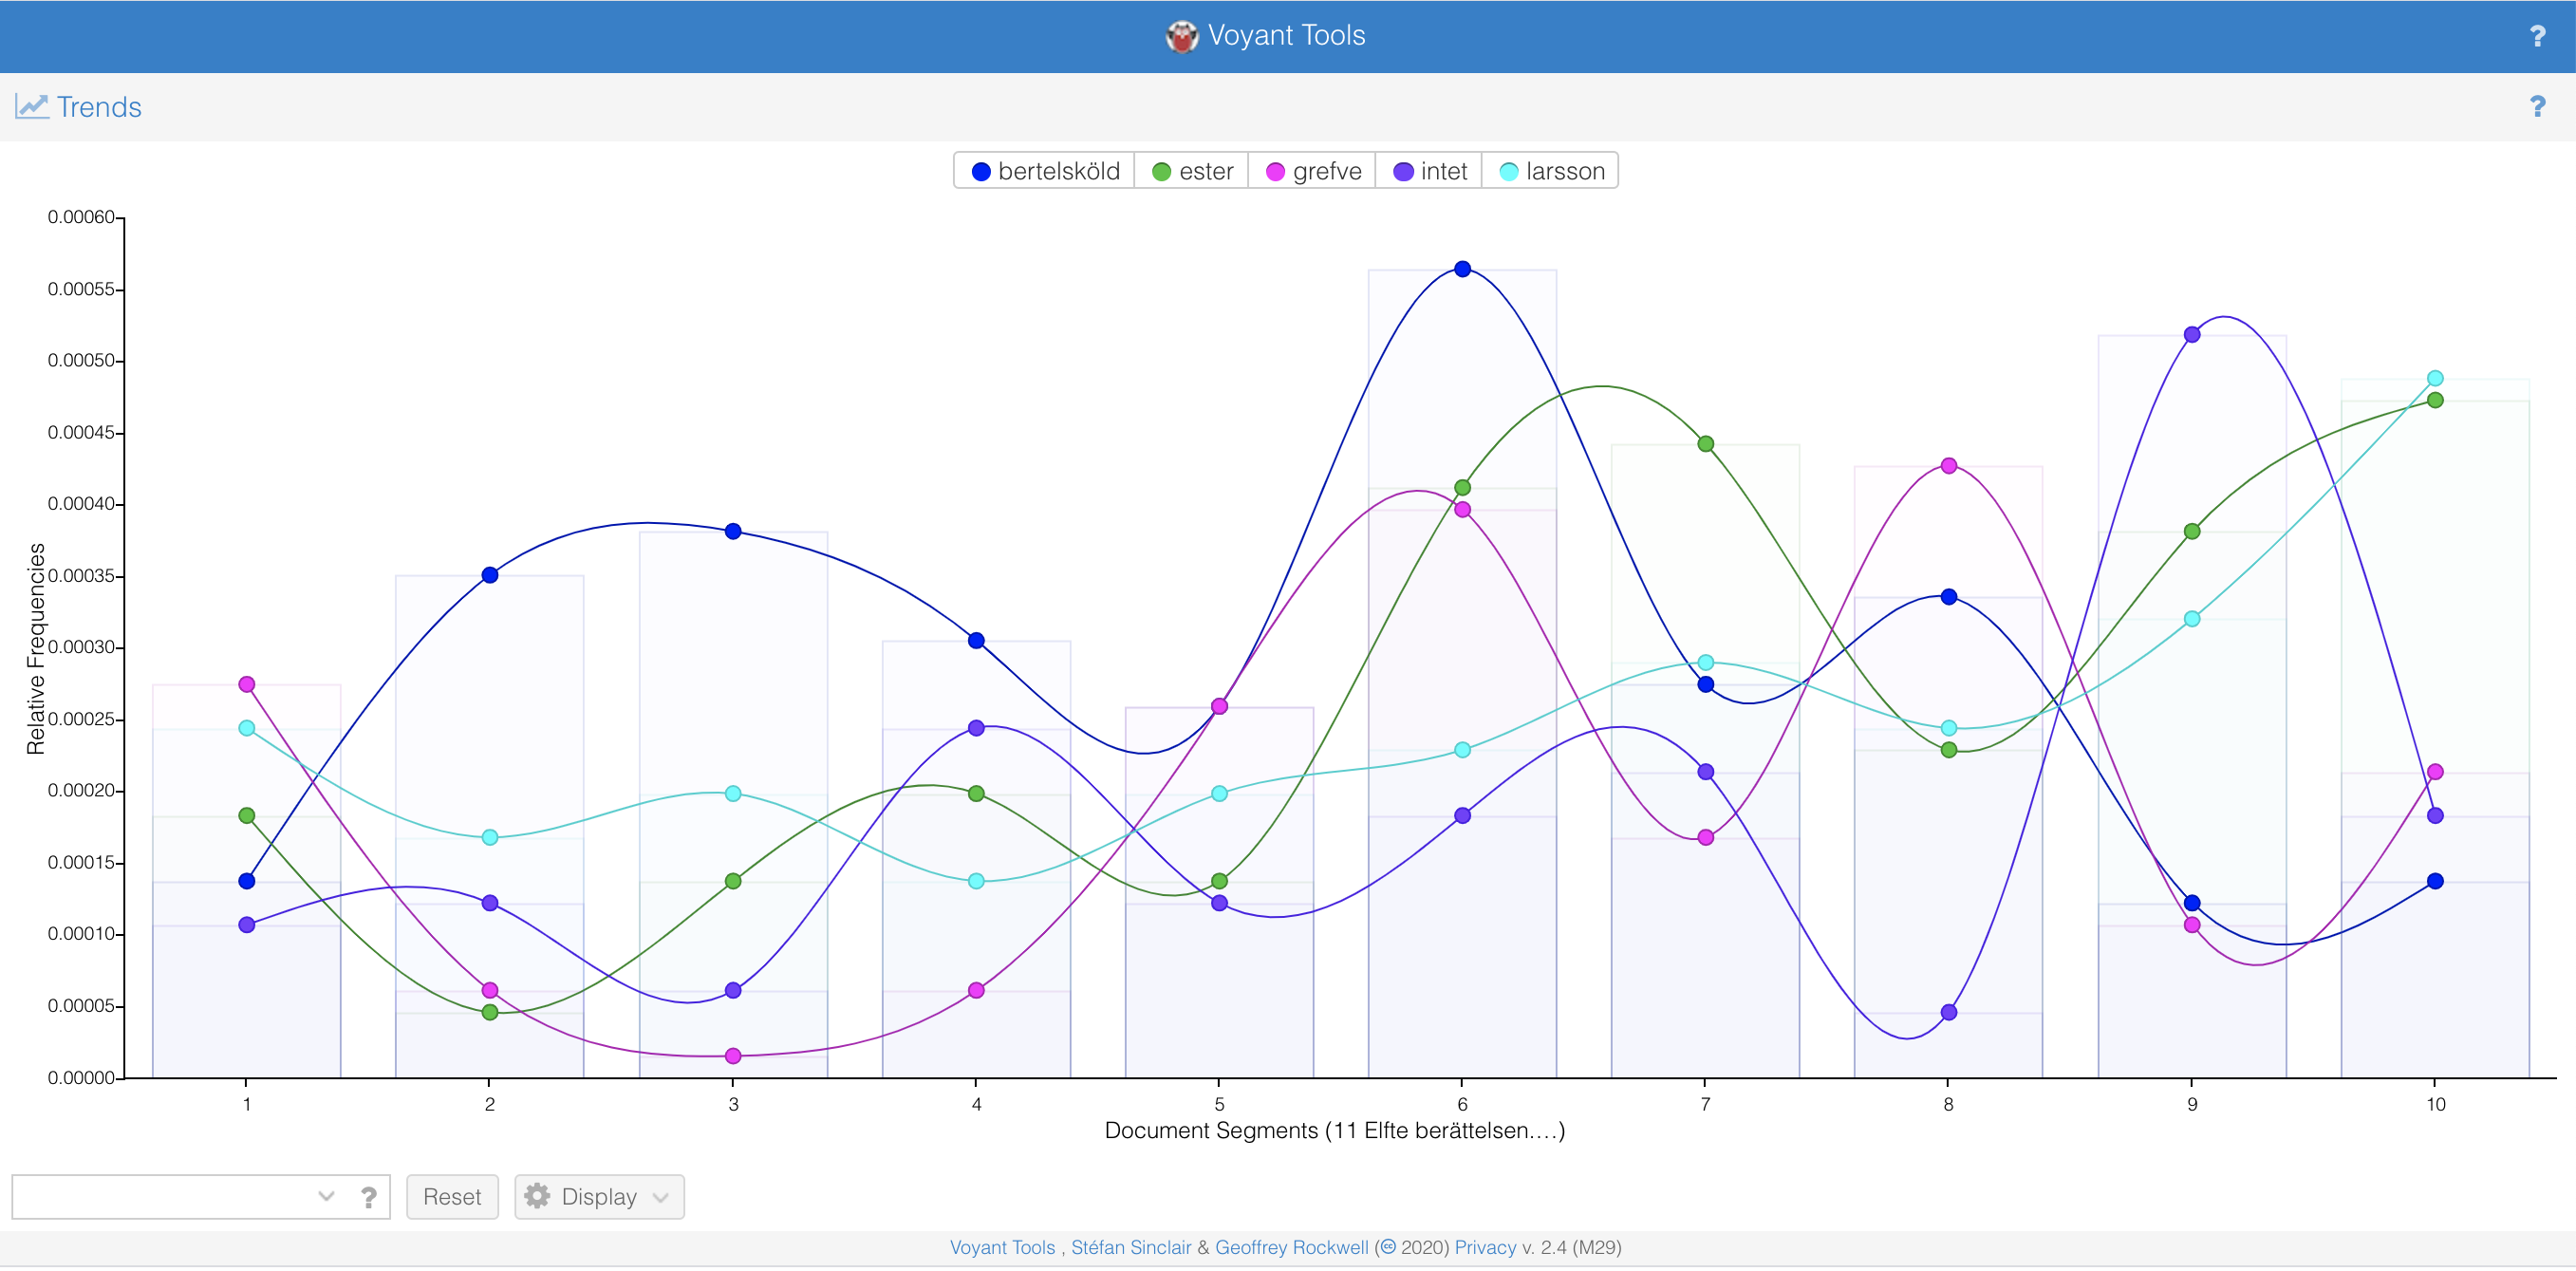 Voyant Tools ?
Trends ?
bertelsköld ester grefve intet larsson
0.00060
0.00055
0.00050
0.00045
0.00040
0.00035
0.00030
0.00025
0.00020
0.00015
0.00010
0.00005
0.00000
Relative Frequencies
1 2 3 4 5 6 7 8 9 10
Document Segments (11 Elfte berättelsen....)
? Reset Display
Voyant Tools , Stéfan Sinclair & Geoffrey Rockwell (🅭 2020) Privacy v. 2.4 (M29)